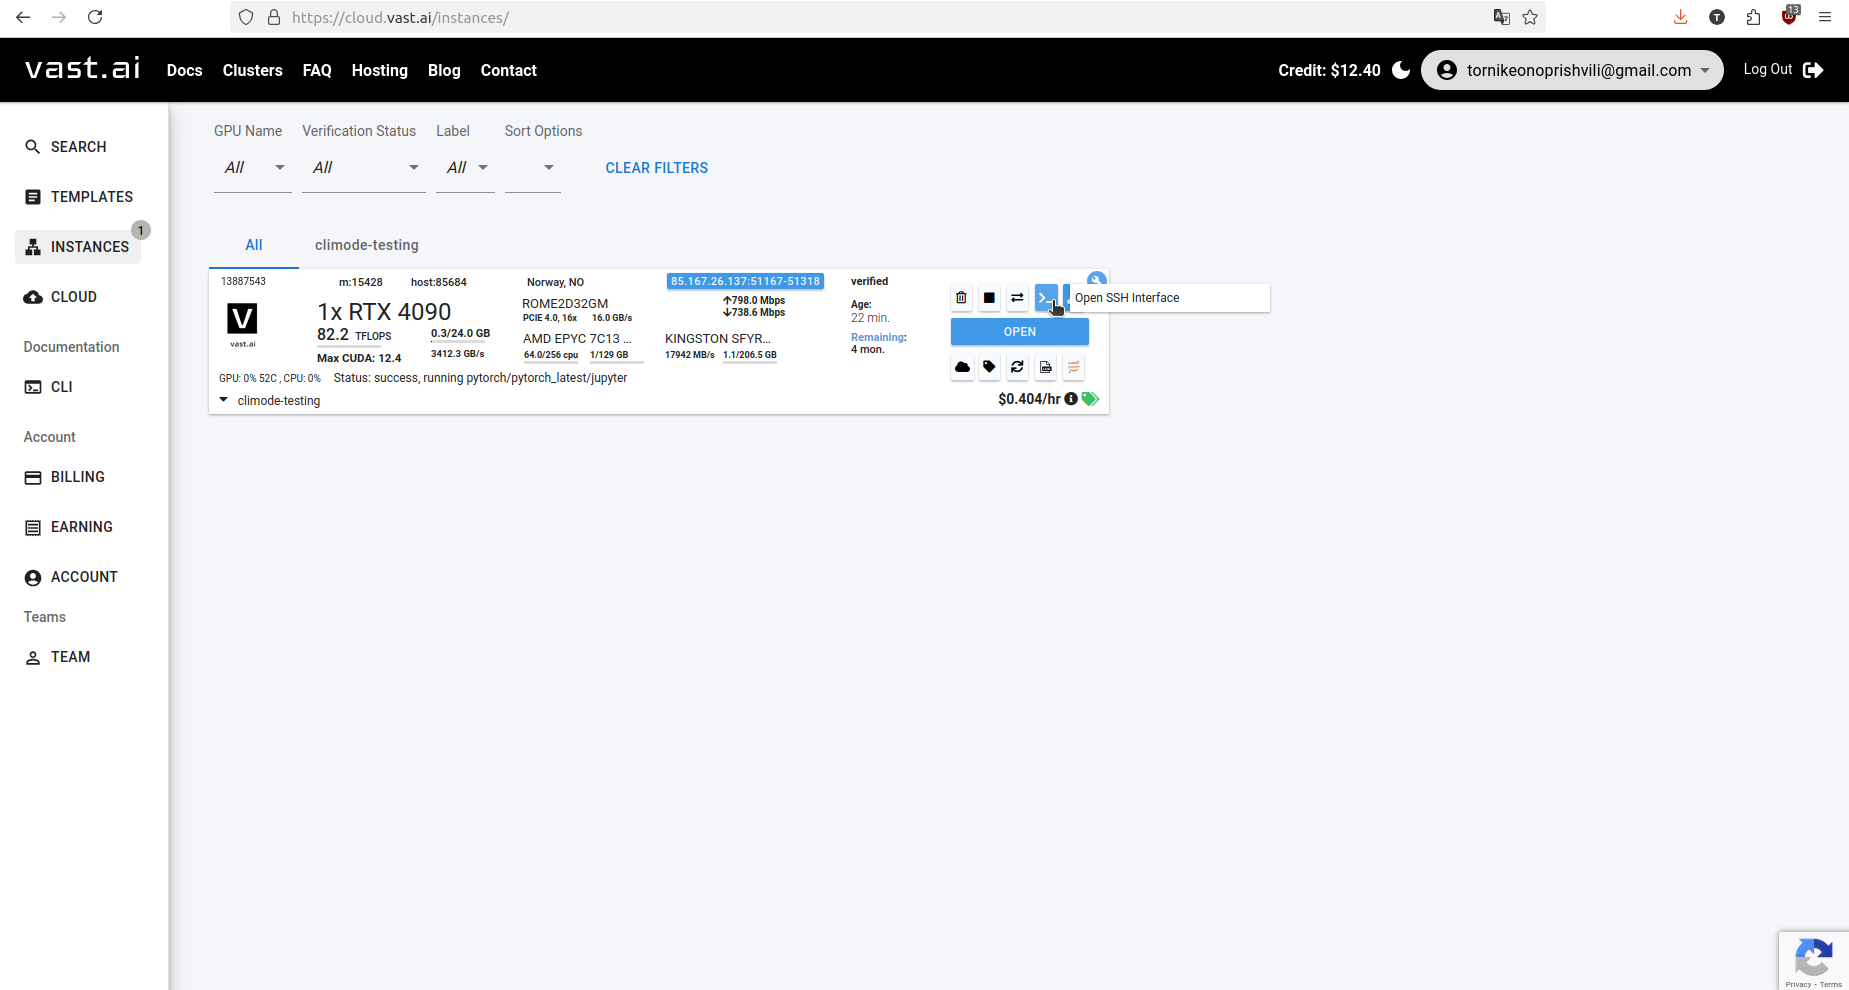 https://cloud.vast.ai/instances/
13
T
vast.ai
Docs
Clusters
FAQ
Hosting
Blog
Contact
Credit: $12.40
tornikeonoprishvili@gmail.com
Log Out
SEARCH
TEMPLATES
INSTANCES
1
CLOUD
Documentation
CLI
Account
BILLING
EARNING
ACCOUNT
Teams
TEAM
GPU Name
Verification Status
Label
Sort Options
All
All
All
CLEAR FILTERS
All
climode-testing
13887543
m:15428
host:85684
Norway, NO
85.167.26.137:51167-51318
verified
V
vast.ai
1x RTX 4090
82.2 TFLOPS
Max CUDA: 12.4
0.3/24.0 GB
3412.3 GB/s
ROME2D32GM
PCIE 4.0, 16x
16.0 GB/s
AMD EPYC 7C13 ...
64.0/256 cpu
1/129 GB
↑798.0 Mbps
↓738.6 Mbps
KINGSTON SFYR...
17942 MB/s
1.1/206.5 GB
Age:
22 min.
Remaining:
4 mon.
Open SSH Interface
OPEN
GPU: 0% 52C , CPU: 0%
Status: success, running pytorch/pytorch_latest/jupyter
climode-testing
$0.404/hr
Privacy - Terms